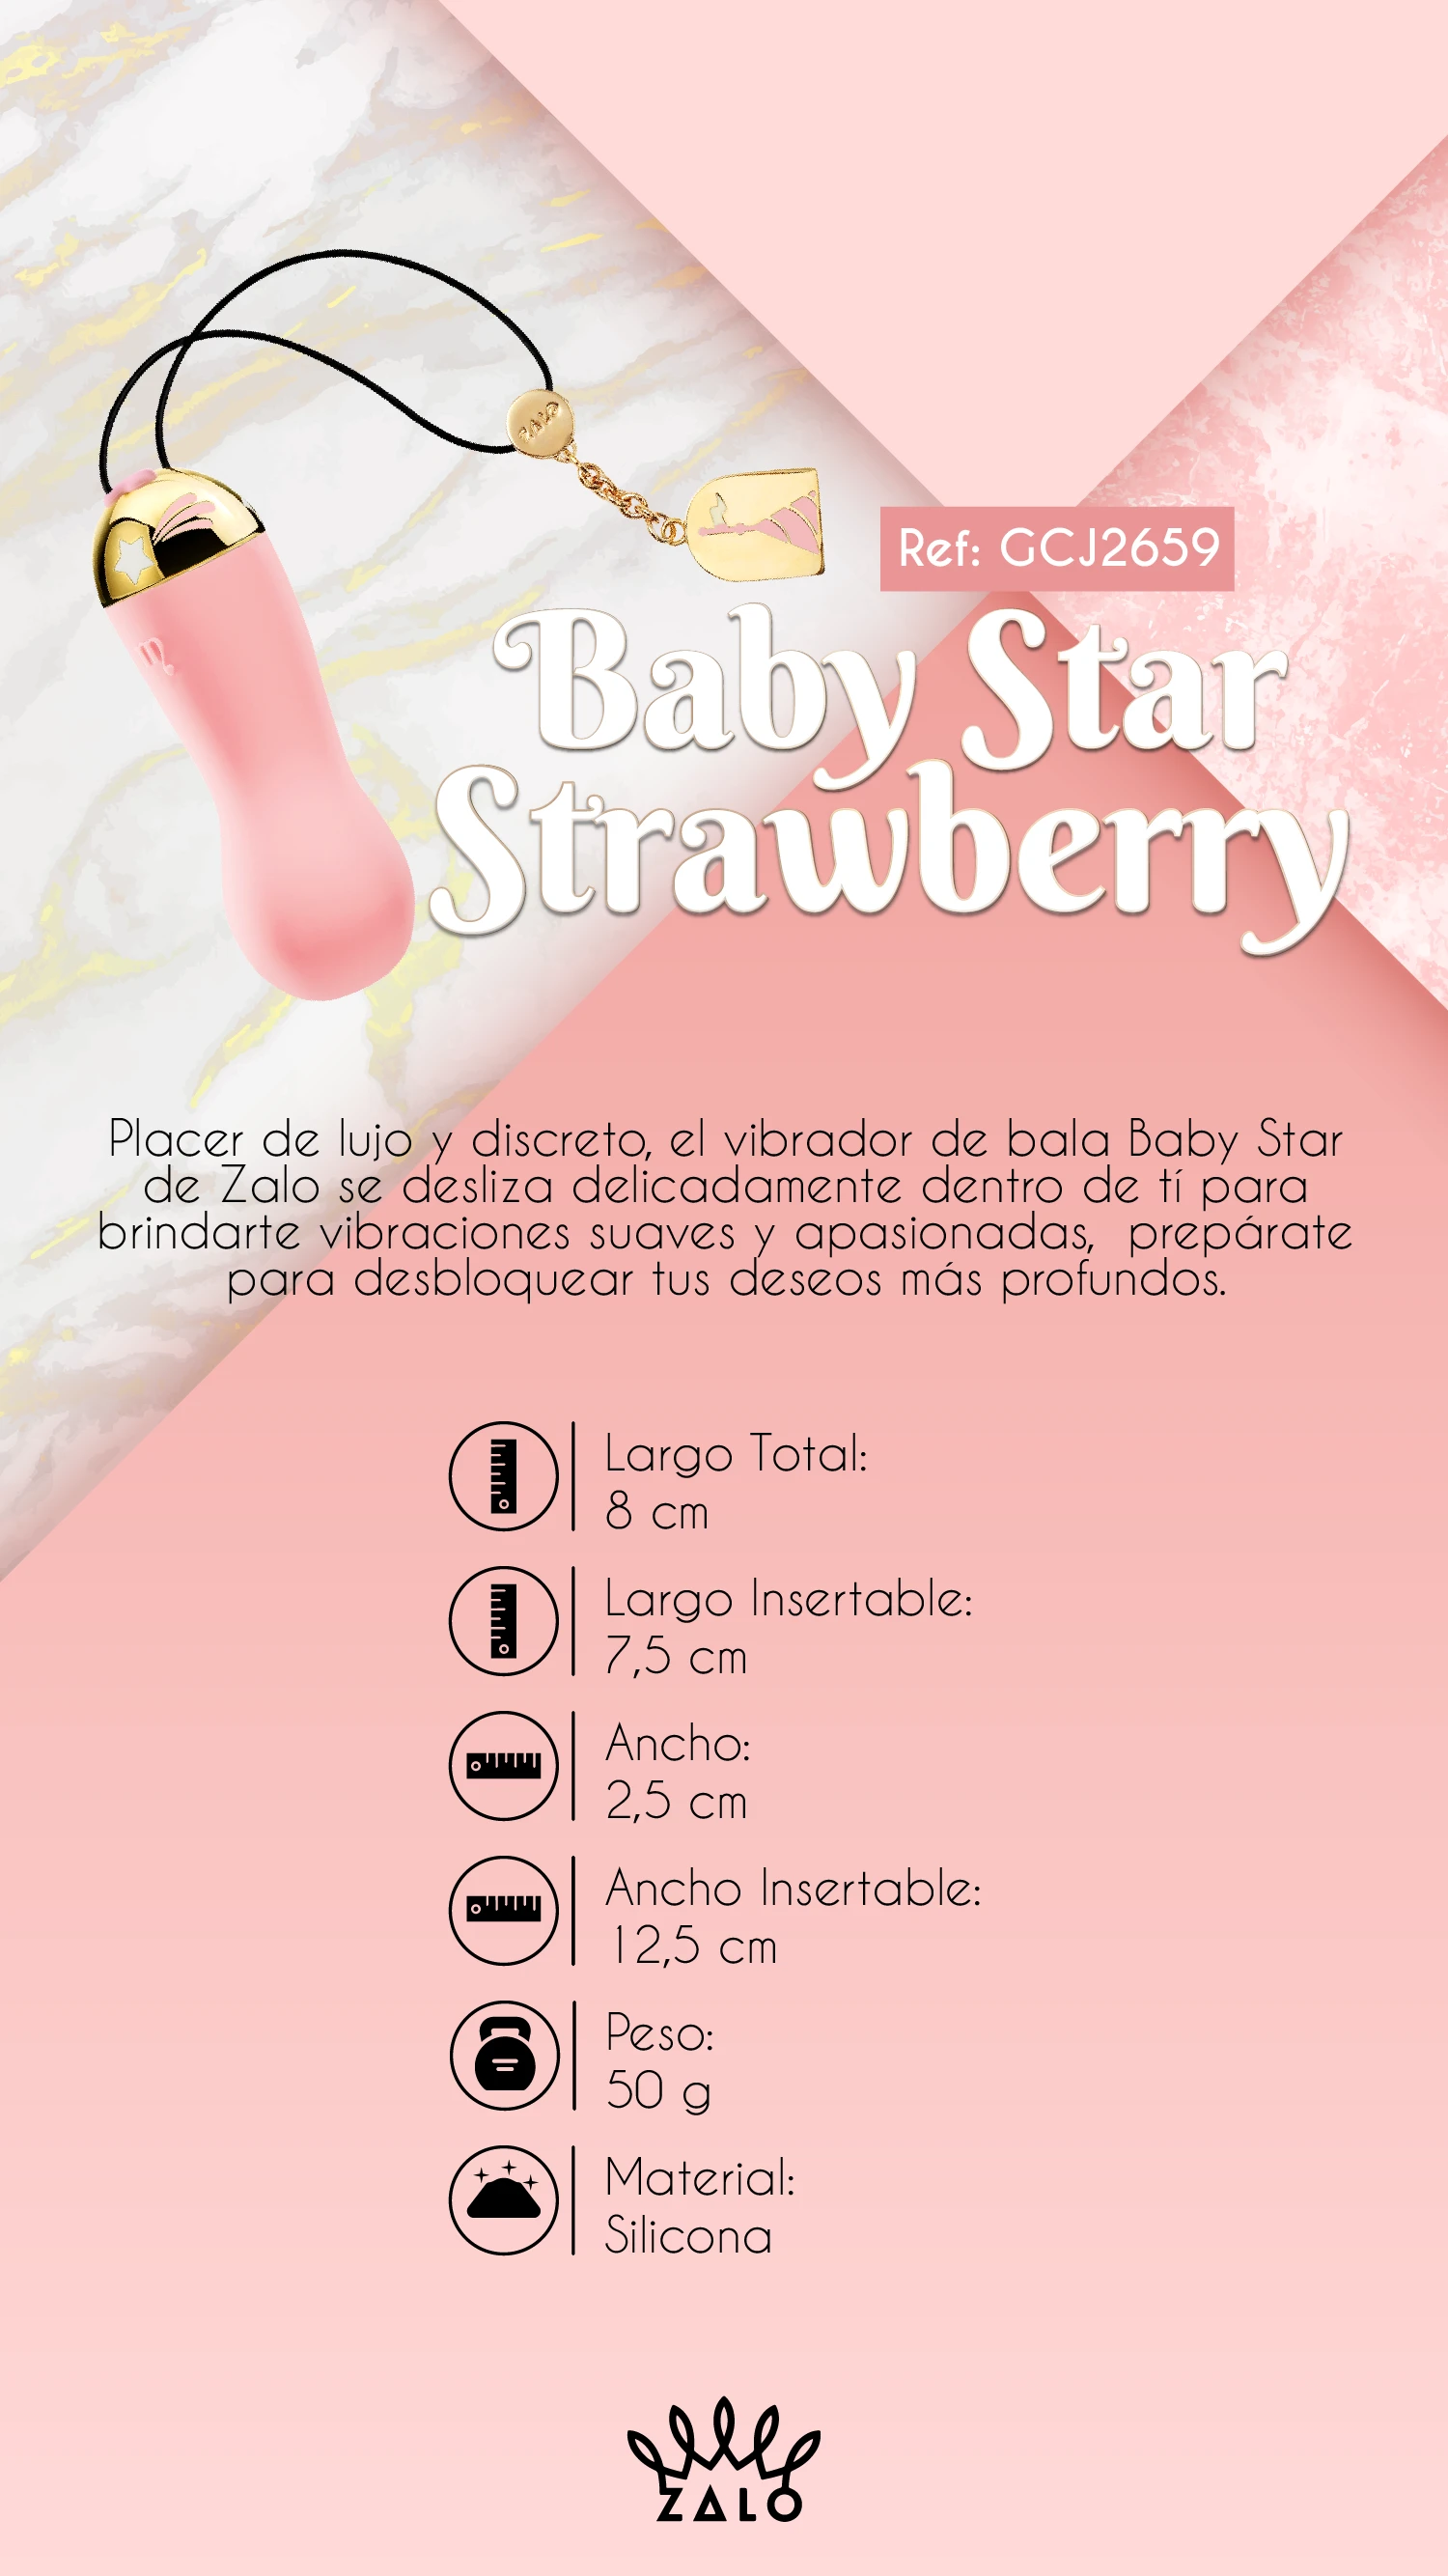 ZALO
Ref: GCJ2659
Baby Star
Strawberry
Placer de lujo y discreto, el vibrador de bala Baby Star
de Zalo se desliza delicadamente dentro de tí para
brindarte vibraciones suaves y apasionadas, prepárate
para desbloquear tus deseos más profundos.
Largo Total:
8 cm
Largo Insertable:
7,5 cm
Ancho:
2,5 cm
Ancho Insertable:
12,5 cm
Peso:
50 g
Material:
Silicona
ZALO